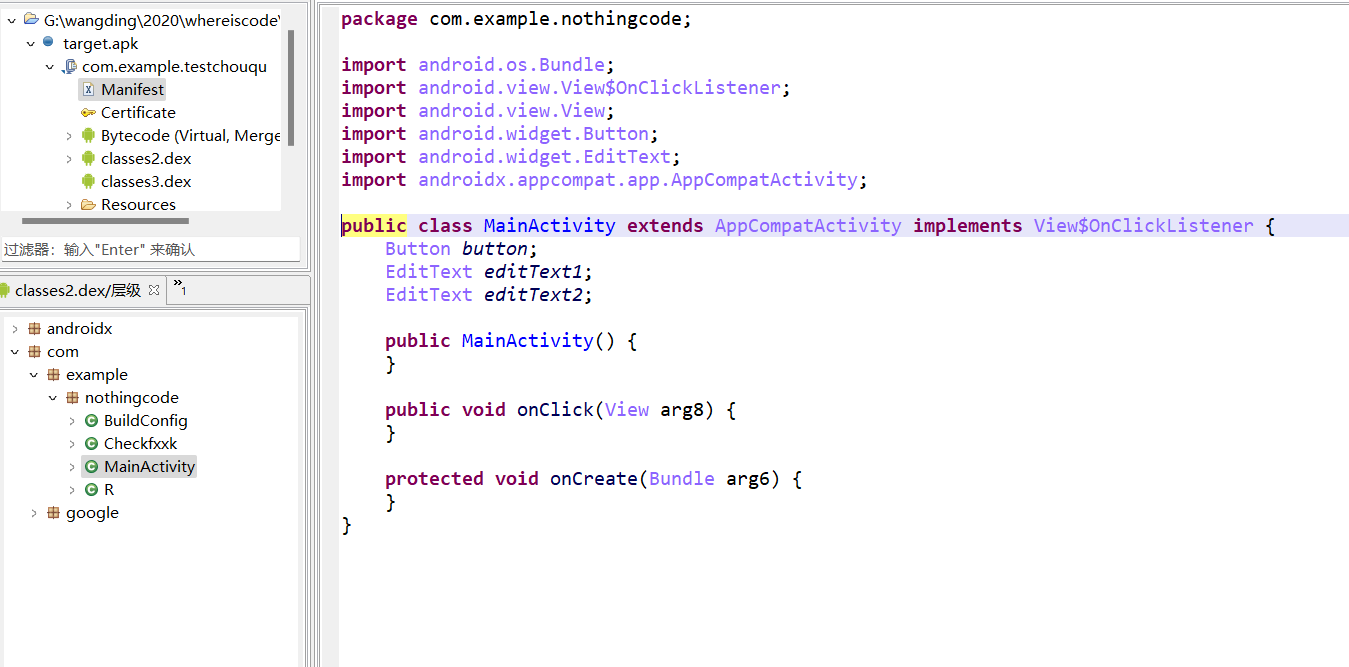 G:\wangding\2020\whereiscode\
target.apk
com.example.testchouqu
Manifest
Certificate
Bytecode (Virtual, Merge
classes2.dex
classes3.dex
Resources
过滤器: 输入"Enter" 来确认
classes2.dex/层级
»1
androidx
com
example
nothingcode
BuildConfig
Checkfxxk
MainActivity
R
google
package com.example.nothingcode;
import android.os.Bundle;
import android.view.View$OnClickListener;
import android.view.View;
import android.widget.Button;
import android.widget.EditText;
import androidx.appcompat.app.AppCompatActivity;
public class MainActivity extends AppCompatActivity implements View$OnClickListener {
Button button;
EditText editText1;
EditText editText2;
public MainActivity() {
}
public void onClick(View arg8) {
}
protected void onCreate(Bundle arg6) {
}
}